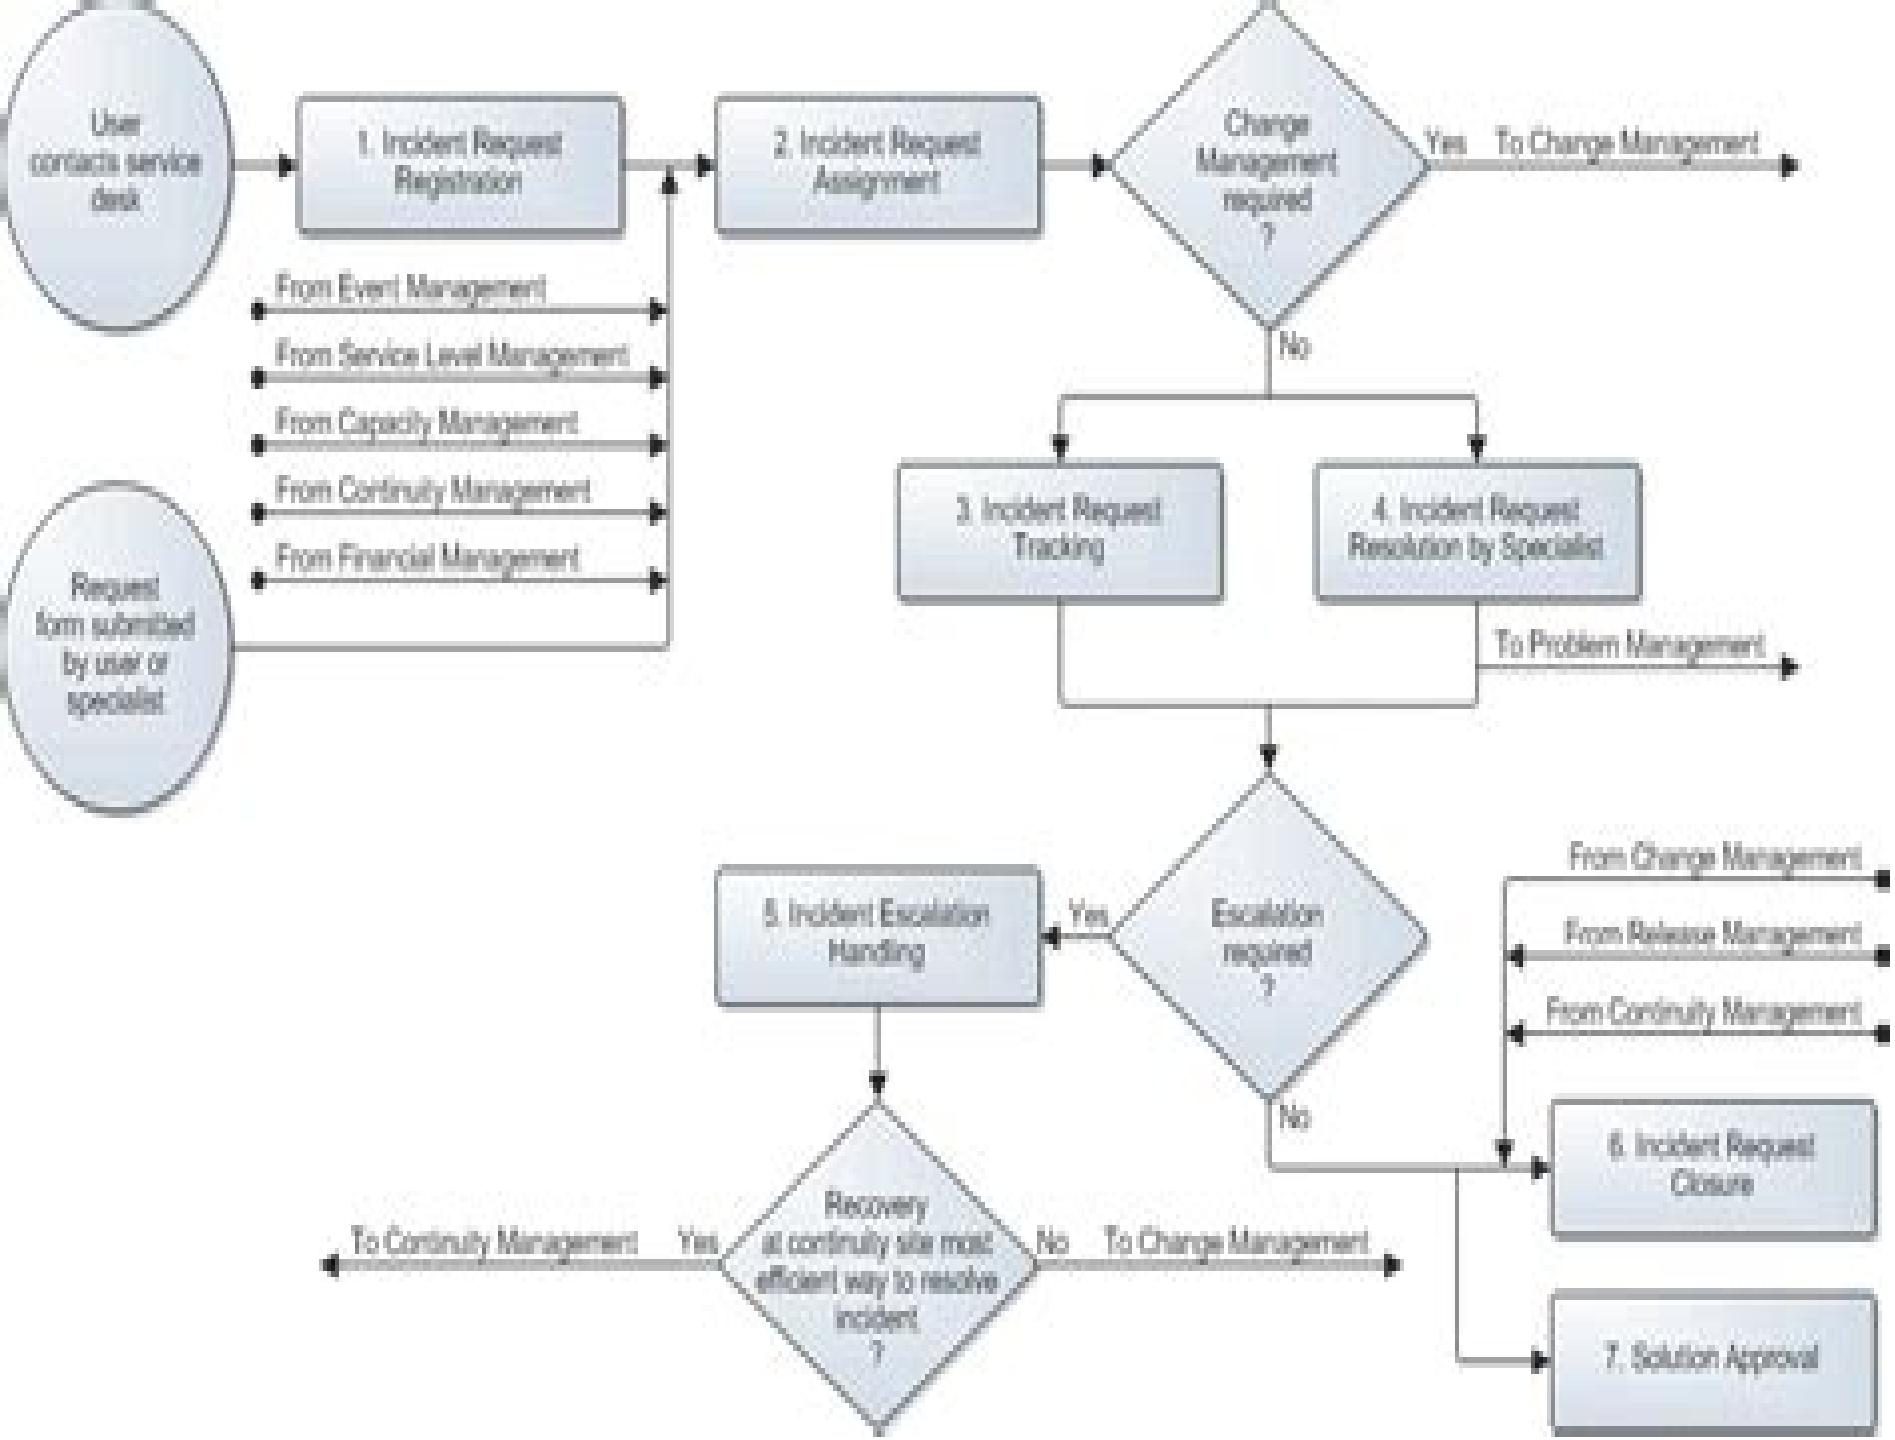 User
contacts service
desk
1. Incident Request
Registration
2. Incident Request
Assignment
Change
Management
required
?
Yes
To Change Management
From Event Management
From Service Level Management
From Capacity Management
From Continuity Management
From Financial Management
No
Request
form submitted
by user or
specialist
3. Incident Request
Tracking
4. Incident Request
Resolution by Specialist
To Problem Management
Escalation
required
?
Yes
5. Incident Escalation
Handing
From Change Management
From Release Management
From Continuity Management
No
6. Incident Request
Closure
Recovery
at continuity site most
efficient way to resolve
incident
?
Yes
To Continuity Management
No
To Change Management
7. Solution Approval